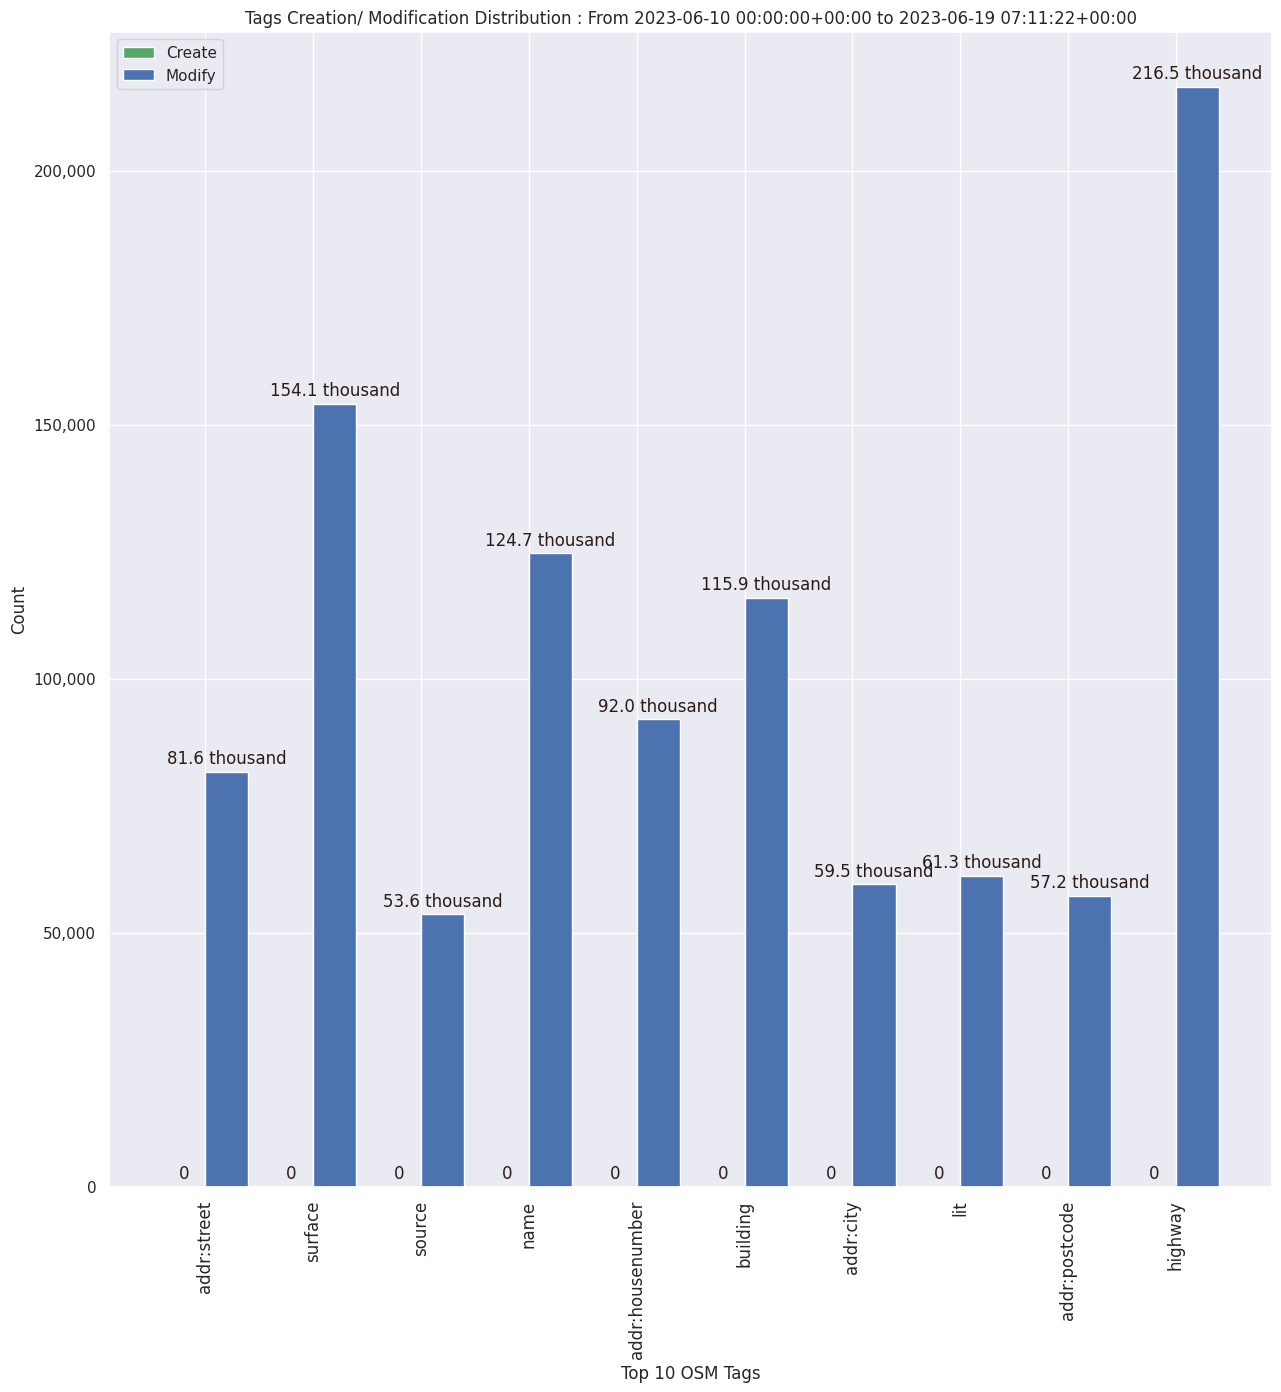 Tags Creation/ Modification Distribution : From 2023-06-10 00:00:00+00:00 to 2023-06-19 07:11:22+00:00
Create
Modify
216.5 thousand
200,000
154.1 thousand
150,000
124.7 thousand
115.9 thousand
100,000
92.0 thousand
81.6 thousand
61.3 thousand
59.5 thousand
57.2 thousand
53.6 thousand
50,000
0 0 0 0 0 0 0 0 0 0
0
Count
addr:street
surface
source
name
addr:housenumber
building
addr:city
lit
addr:postcode
highway
Top 10 OSM Tags